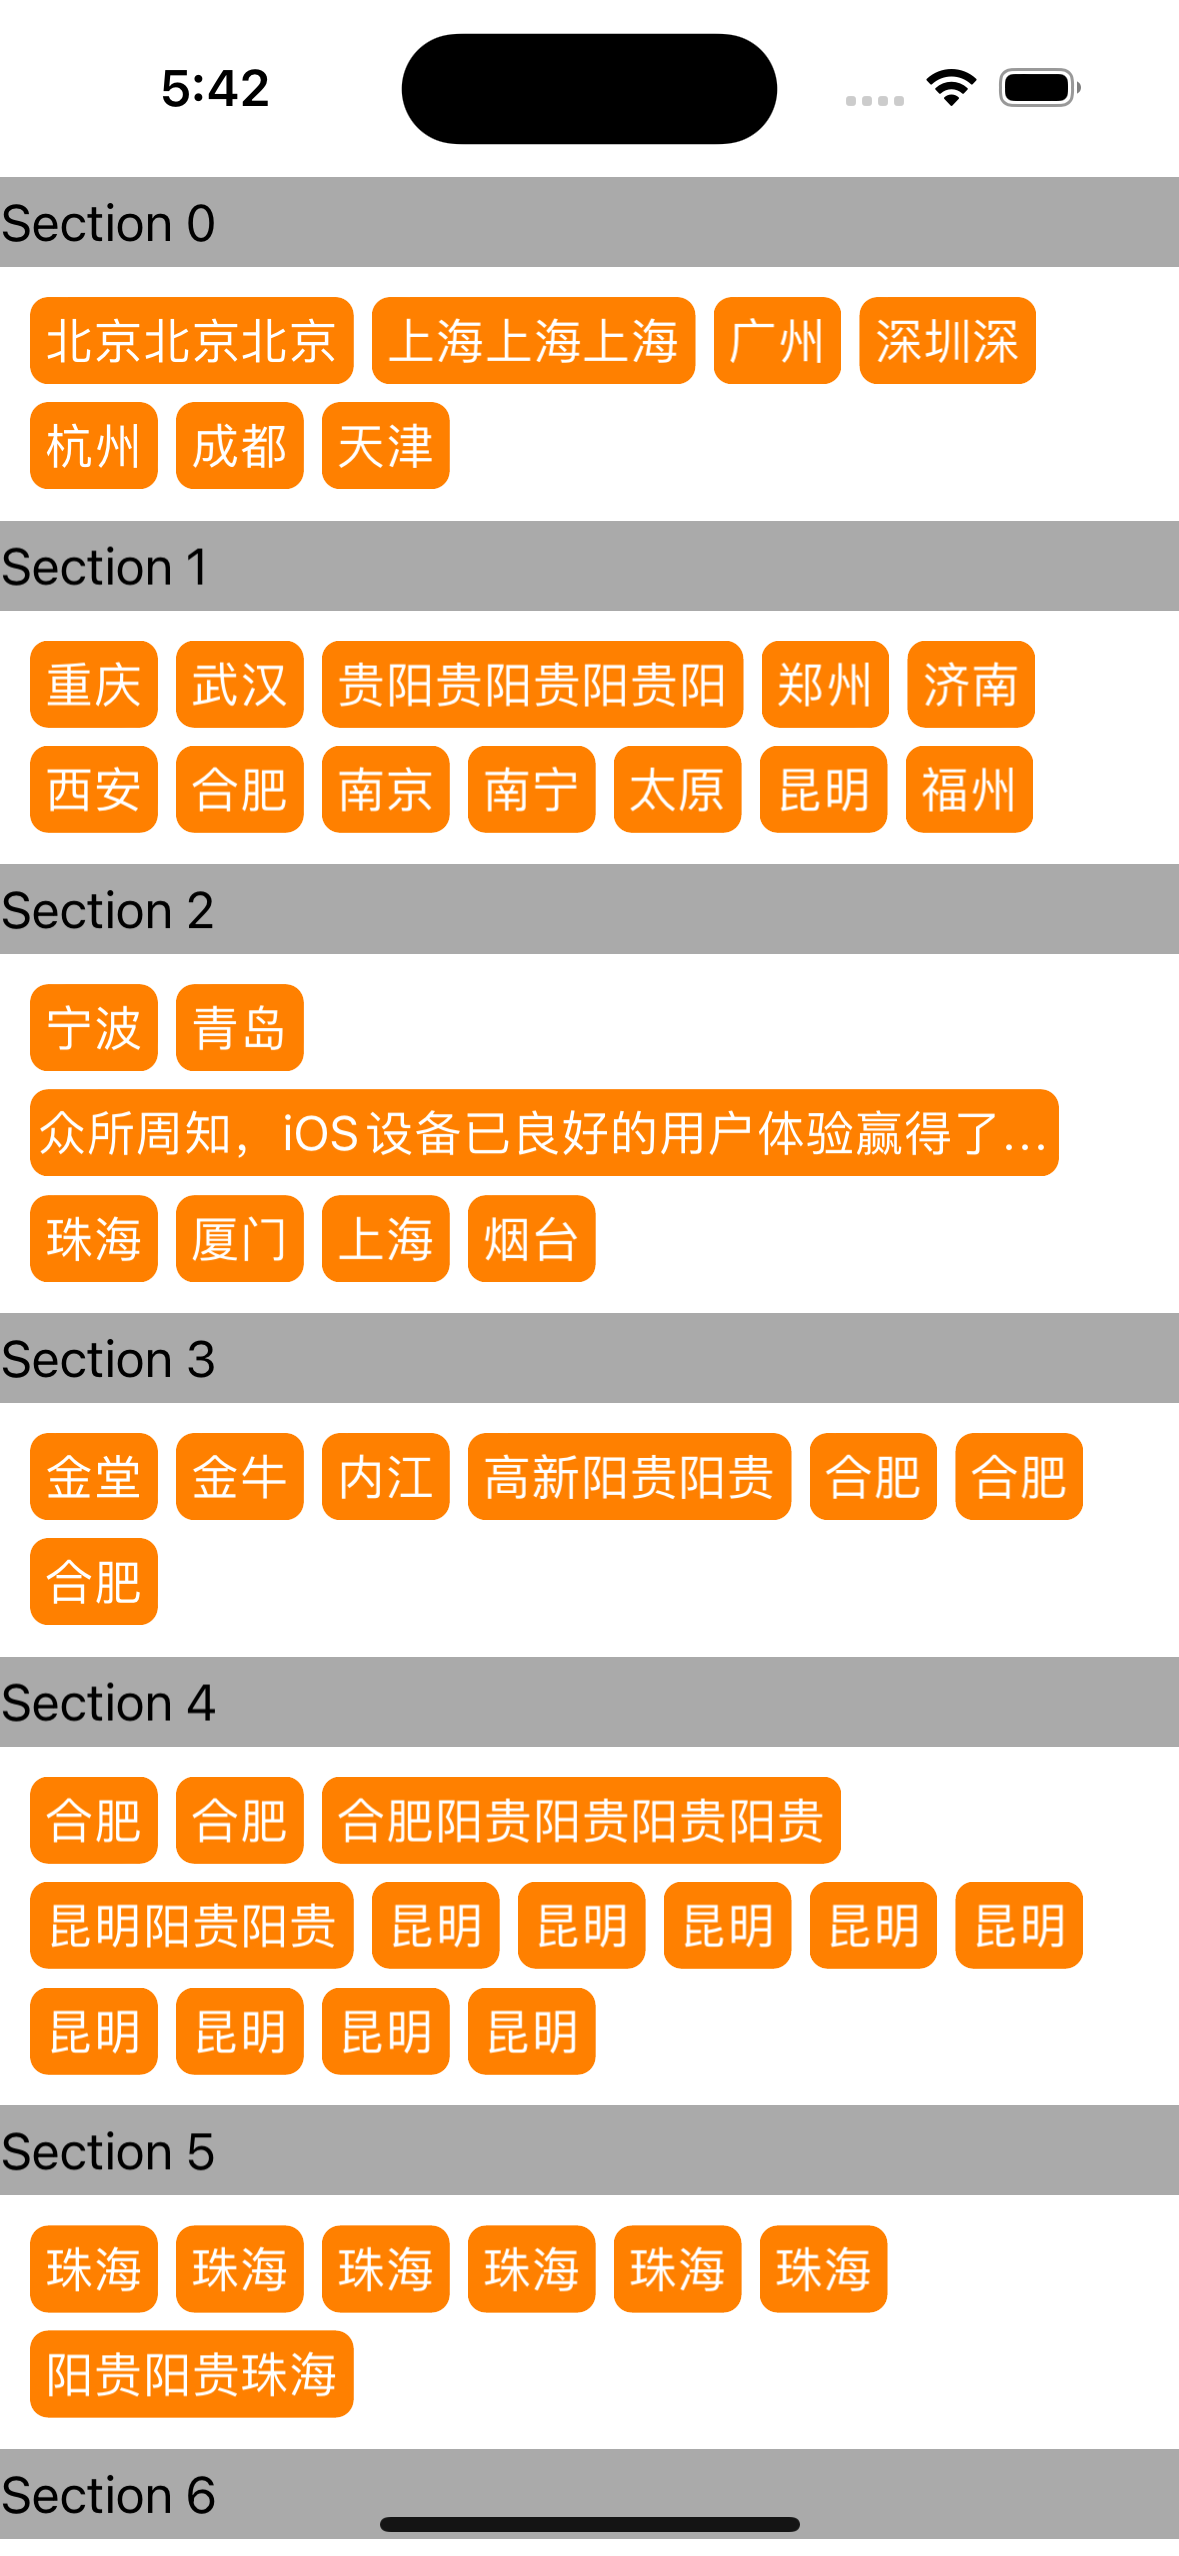 5:42
Section 0
北京北京北京 上海上海上海 广州 深圳深
杭州 成都 天津
Section 1
重庆 武汉 贵阳贵阳贵阳贵阳 郑州 济南
西安 合肥 南京 南宁 太原 昆明 福州
Section 2
宁波 青岛
众所周知，iOS设备已良好的用户体验赢得了...
珠海 厦门 上海 烟台
Section 3
金堂 金牛 内江 高新阳贵阳贵 合肥 合肥
合肥
Section 4
合肥 合肥 合肥阳贵阳贵阳贵阳贵
昆明阳贵阳贵 昆明 昆明 昆明 昆明 昆明
昆明 昆明 昆明 昆明
Section 5
珠海 珠海 珠海 珠海 珠海 珠海
阳贵阳贵珠海
Section 6